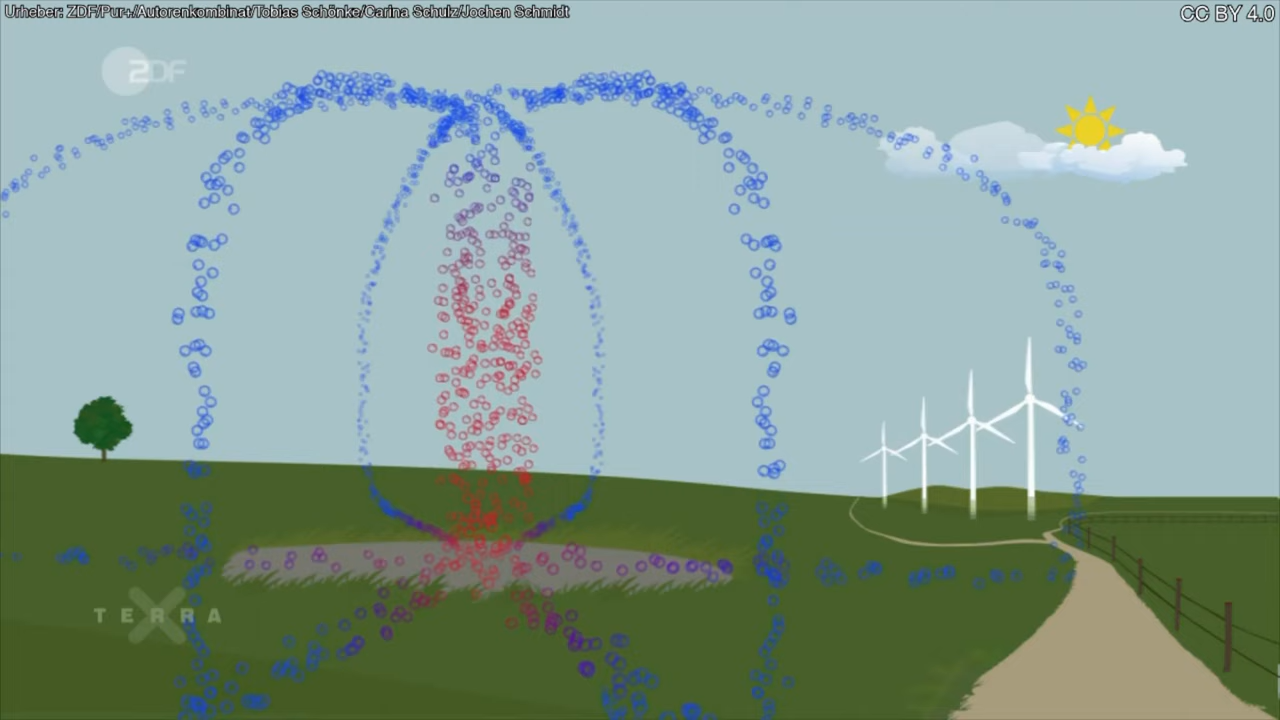 Urheber: ZDF/Pur+/Autorenkombinat/Tobias Schönke/Carina Schulz/Jochen Schmidt
CC BY 4.0
ZDF
TERRA X